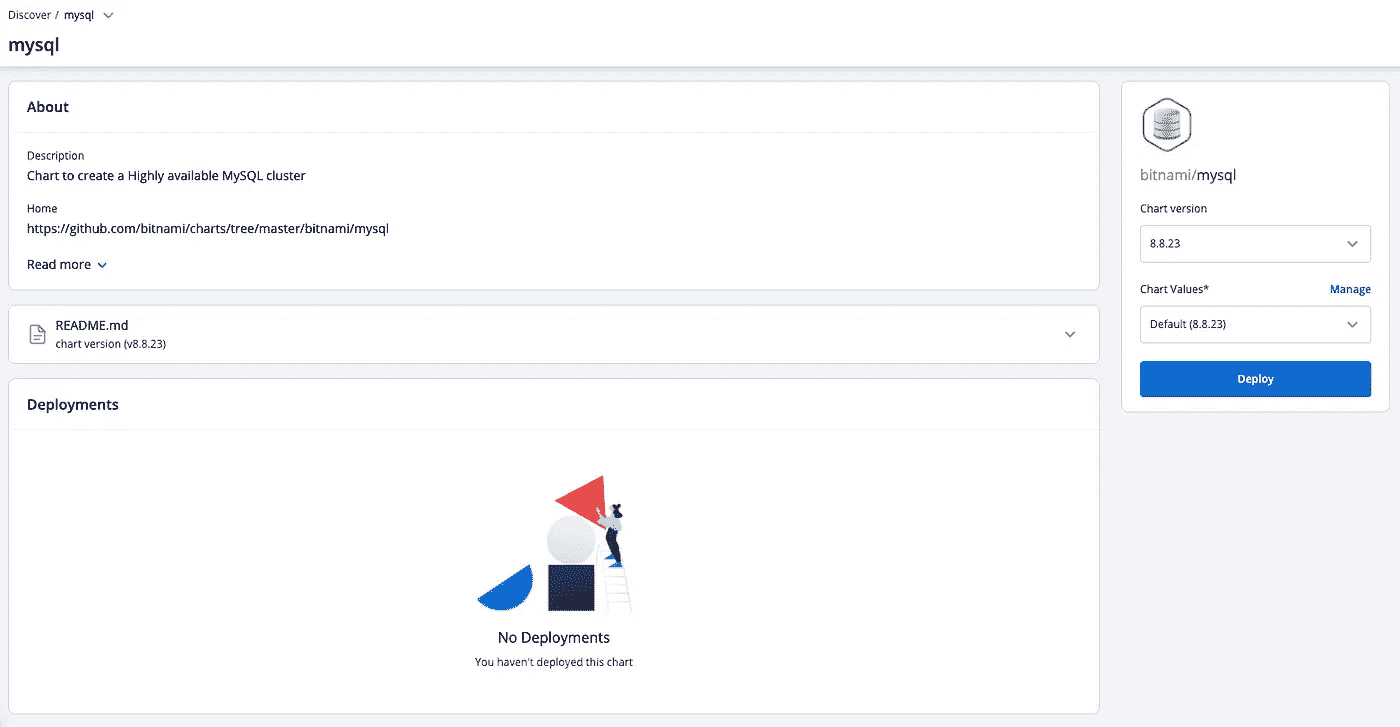 Discover / mysql
mysql
About
Description
Chart to create a Highly available MySQL cluster
Home
https://github.com/bitnami/charts/tree/master/bitnami/mysql
Read more
README.md
chart version (v8.8.23)
Deployments
No Deployments
You haven't deployed this chart
bitnami/mysql
Chart version
8.8.23
Chart Values* Manage
Default (8.8.23)
Deploy